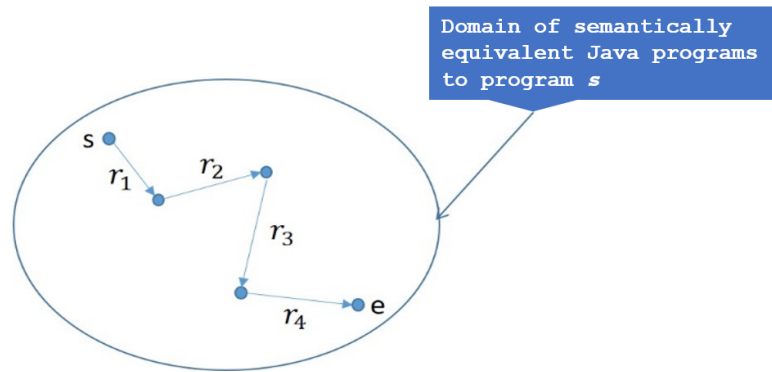 Domain of semantically
equivalent Java programs
to program s
s
r₁
r₂
r₃
r₄
e